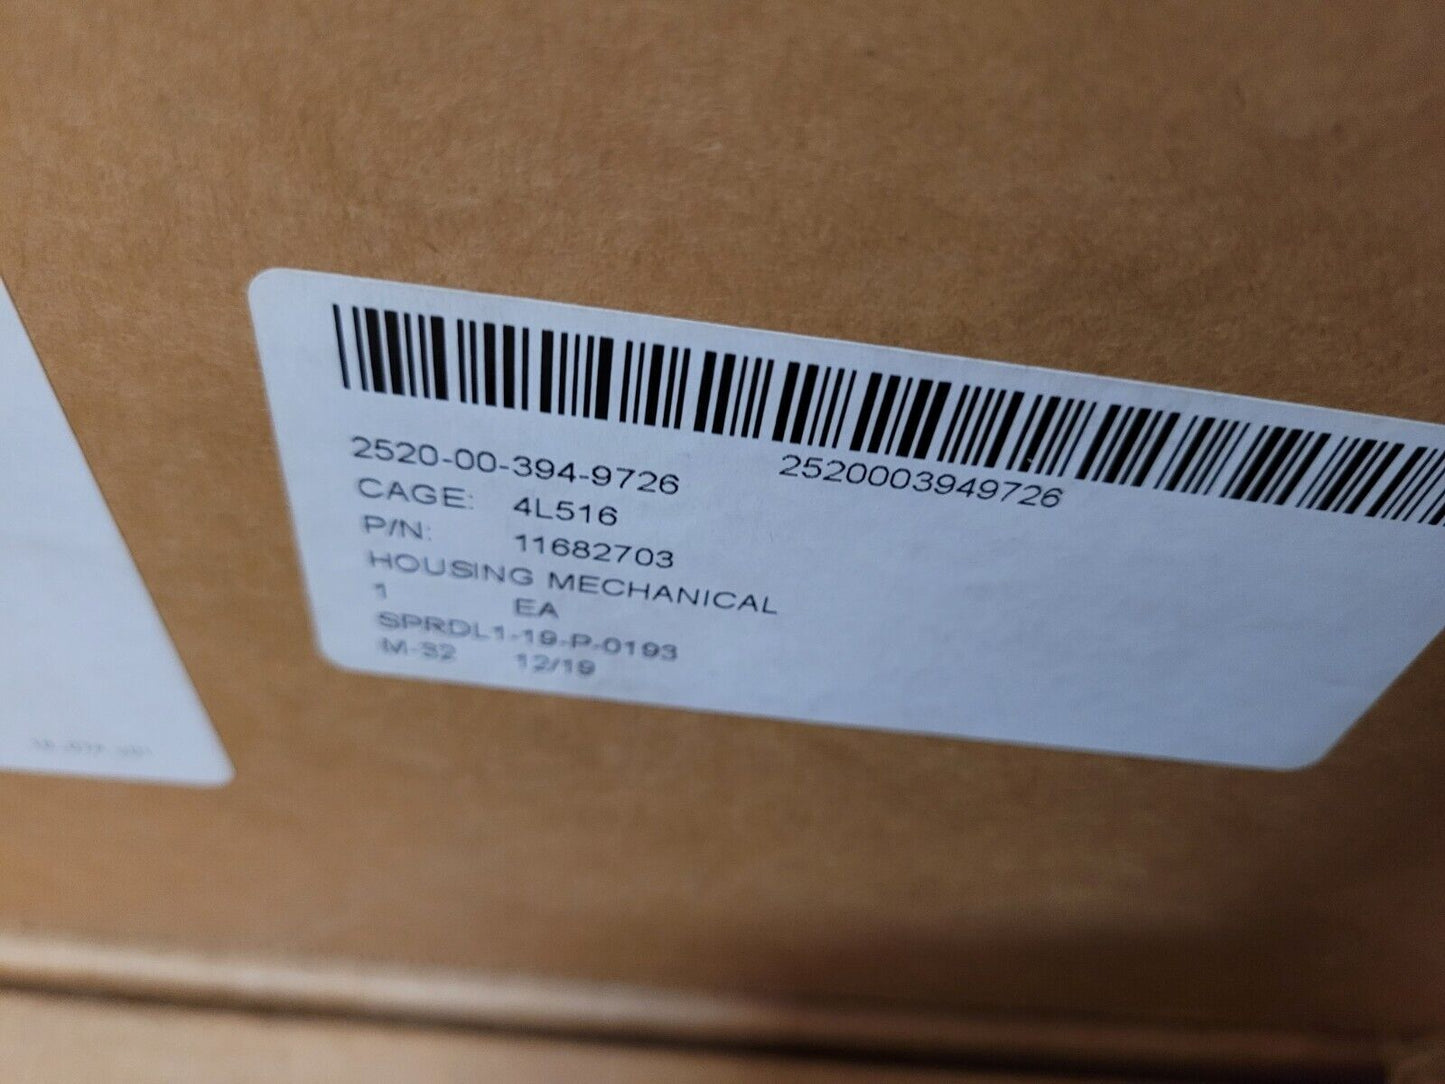 2520-00-394-9726 2520003949726
CAGE: 4L516
P/N: 11682703
HOUSING MECHANICAL
1 EA
SPRDL1-19-P-0193
M-32 12/19